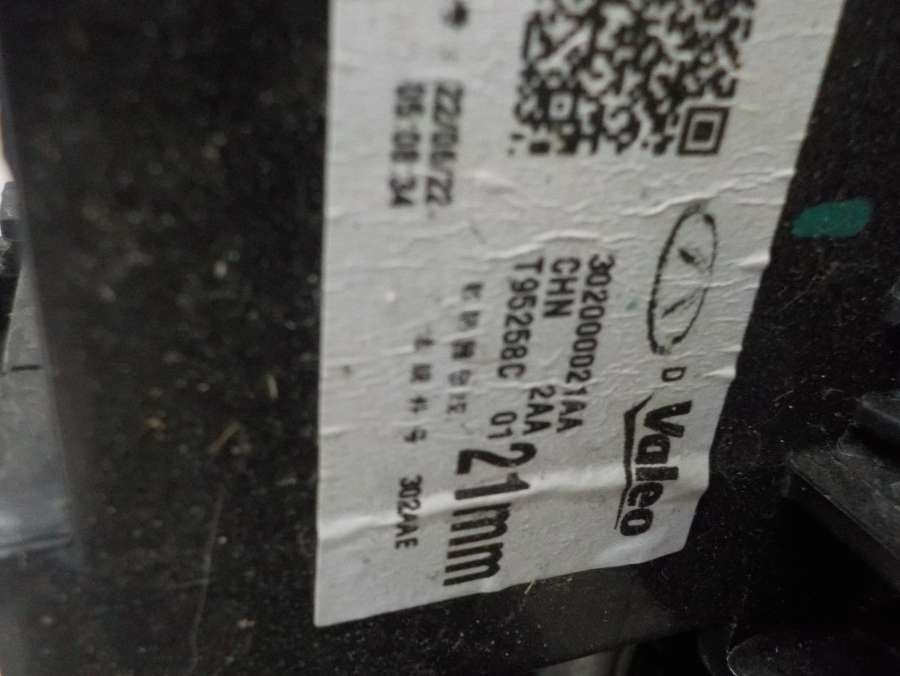 D Valeo
302000021AA
CHN 2AA
T95258C 01
21mm
22/06/22
05:08:34
302AAE